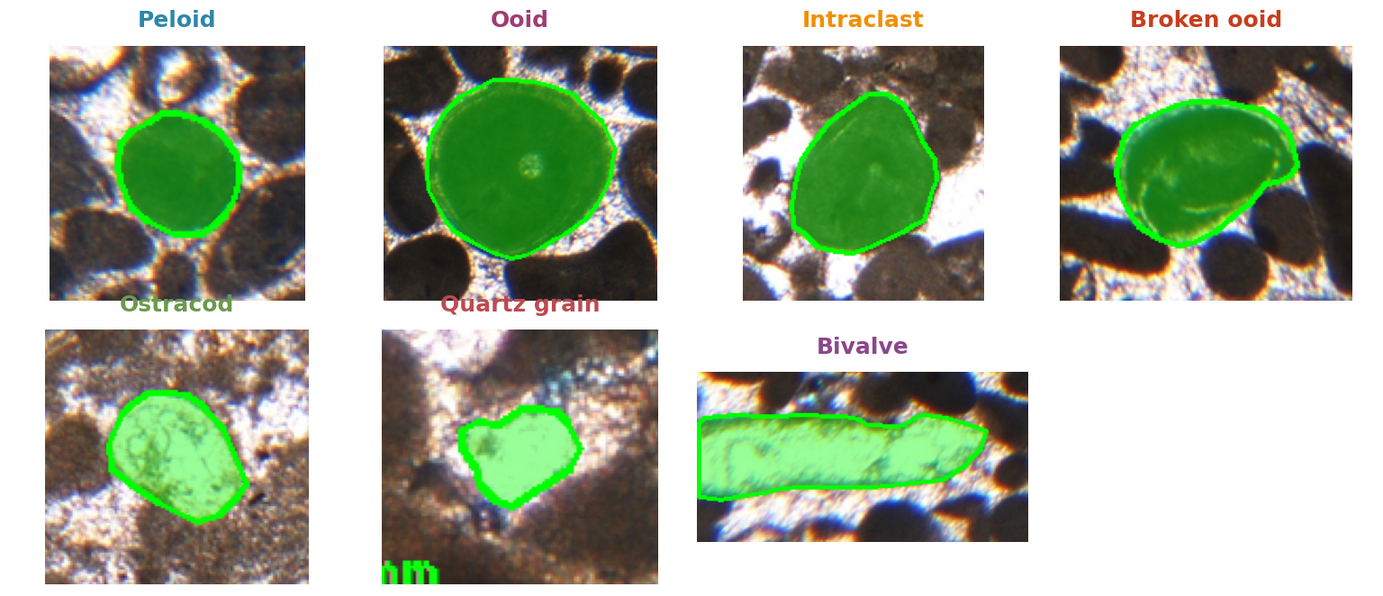 Peloid
Ooid
Intraclast
Broken ooid
Ostracod
Quartz grain
Bivalve